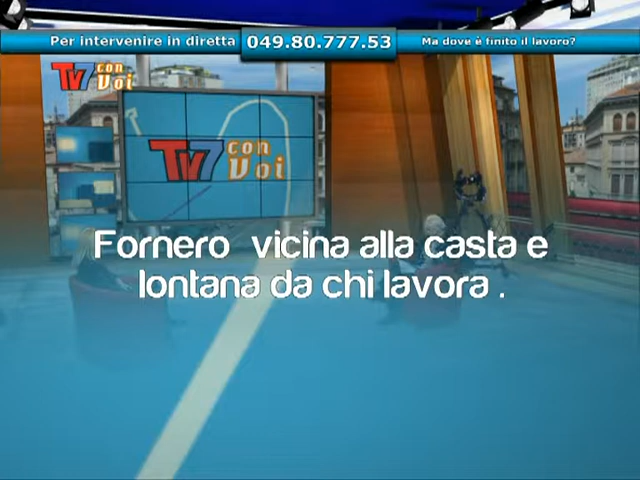 Per intervenire in diretta 049.80.777.53 Ma dove è finito il lavoro?
TV7 con Voi
TV7 con Voi
Fornero vicina alla casta e
lontana da chi lavora .